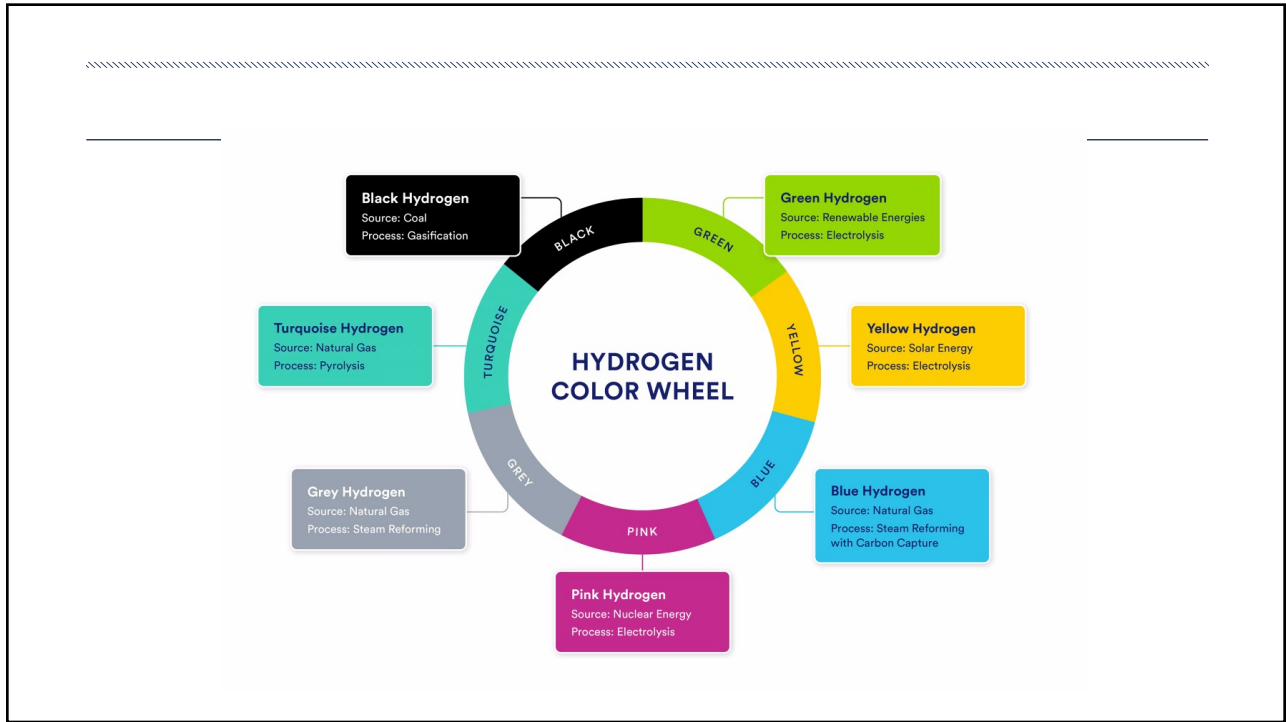 Black Hydrogen
Source: Coal
Process: Gasification
Green Hydrogen
Source: Renewable Energies
Process: Electrolysis
BLACK
GREEN
Turquoise Hydrogen
Source: Natural Gas
Process: Pyrolysis
TURQUOISE
YELLOW
Yellow Hydrogen
Source: Solar Energy
Process: Electrolysis
HYDROGEN
COLOR WHEEL
Grey Hydrogen
Source: Natural Gas
Process: Steam Reforming
GREY
BLUE
Blue Hydrogen
Source: Natural Gas
Process: Steam Reforming
with Carbon Capture
PINK
Pink Hydrogen
Source: Nuclear Energy
Process: Electrolysis